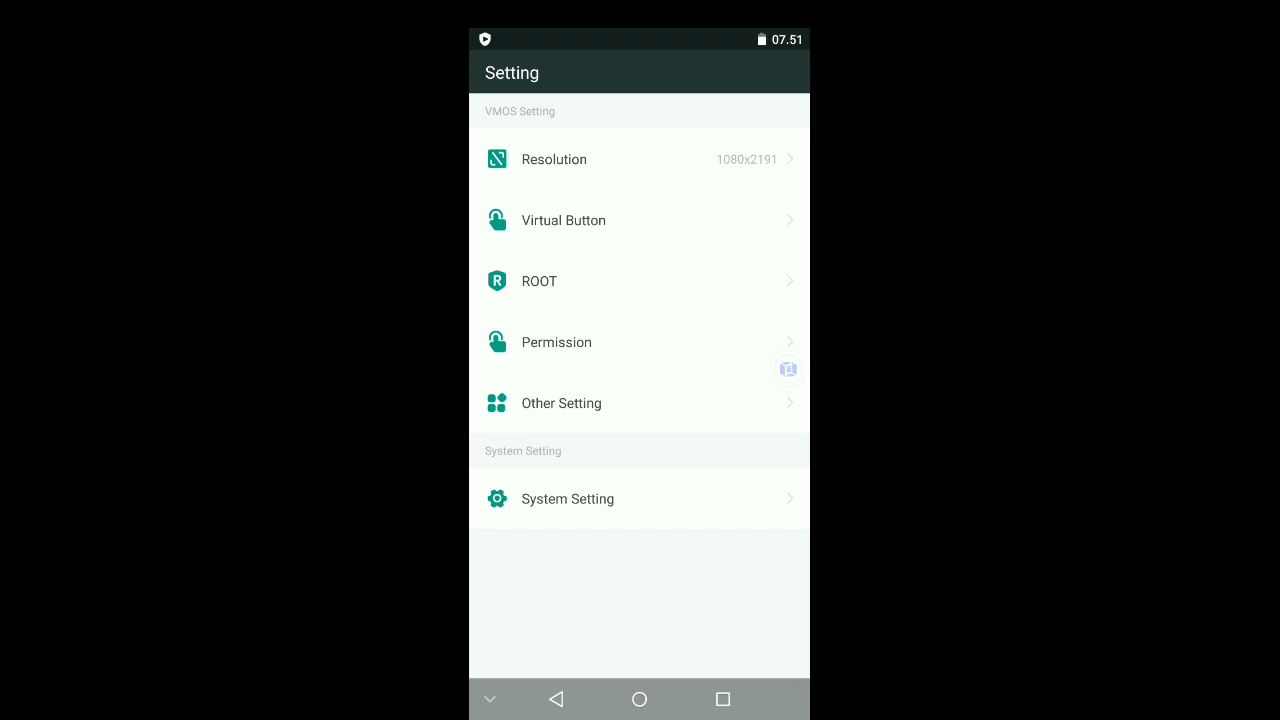 07.51
Setting
VMOS Setting
Resolution 1080x2191
Virtual Button
ROOT
Permission
Other Setting
System Setting
System Setting